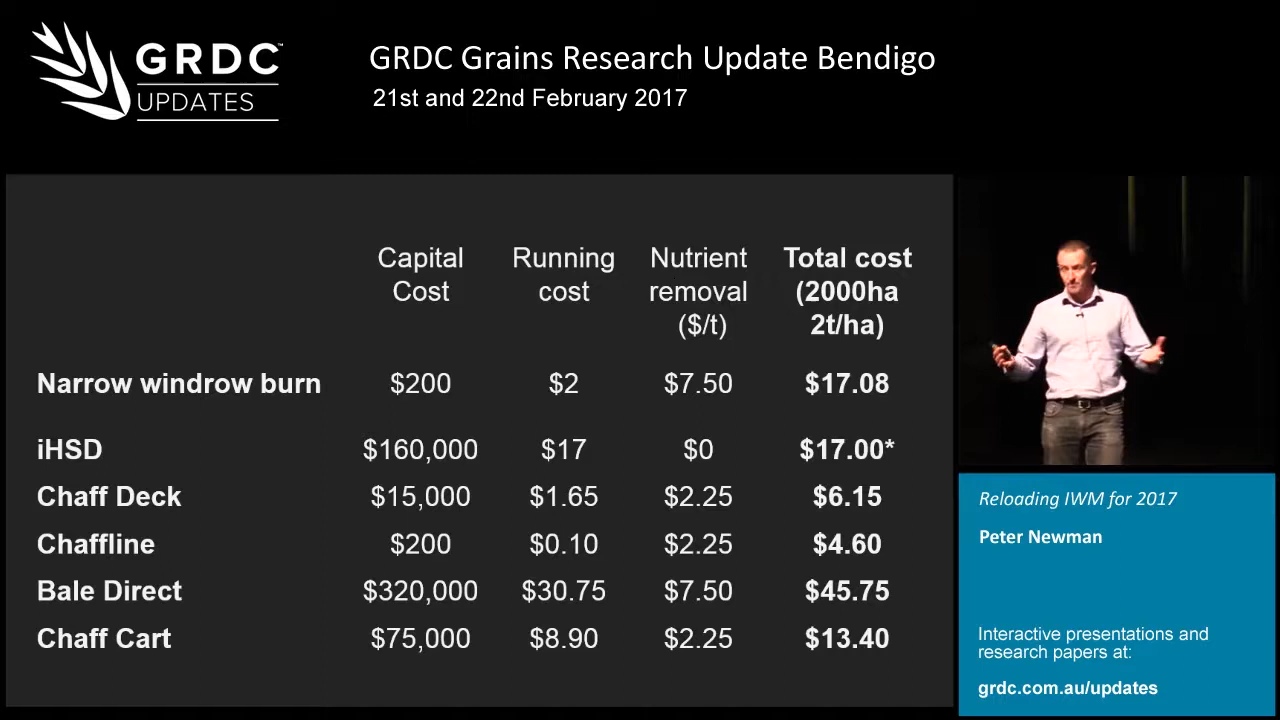 GRDC™
UPDATES
GRDC Grains Research Update Bendigo
21st and 22nd February 2017
Capital Cost Running cost Nutrient removal ($/t) Total cost (2000ha 2t/ha)
Narrow windrow burn $200 $2 $7.50 $17.08
iHSD $160,000 $17 $0 $17.00*
Chaff Deck $15,000 $1.65 $2.25 $6.15
Chaffline $200 $0.10 $2.25 $4.60
Bale Direct $320,000 $30.75 $7.50 $45.75
Chaff Cart $75,000 $8.90 $2.25 $13.40
Reloading IWM for 2017
Peter Newman
Interactive presentations and
research papers at:
grdc.com.au/updates